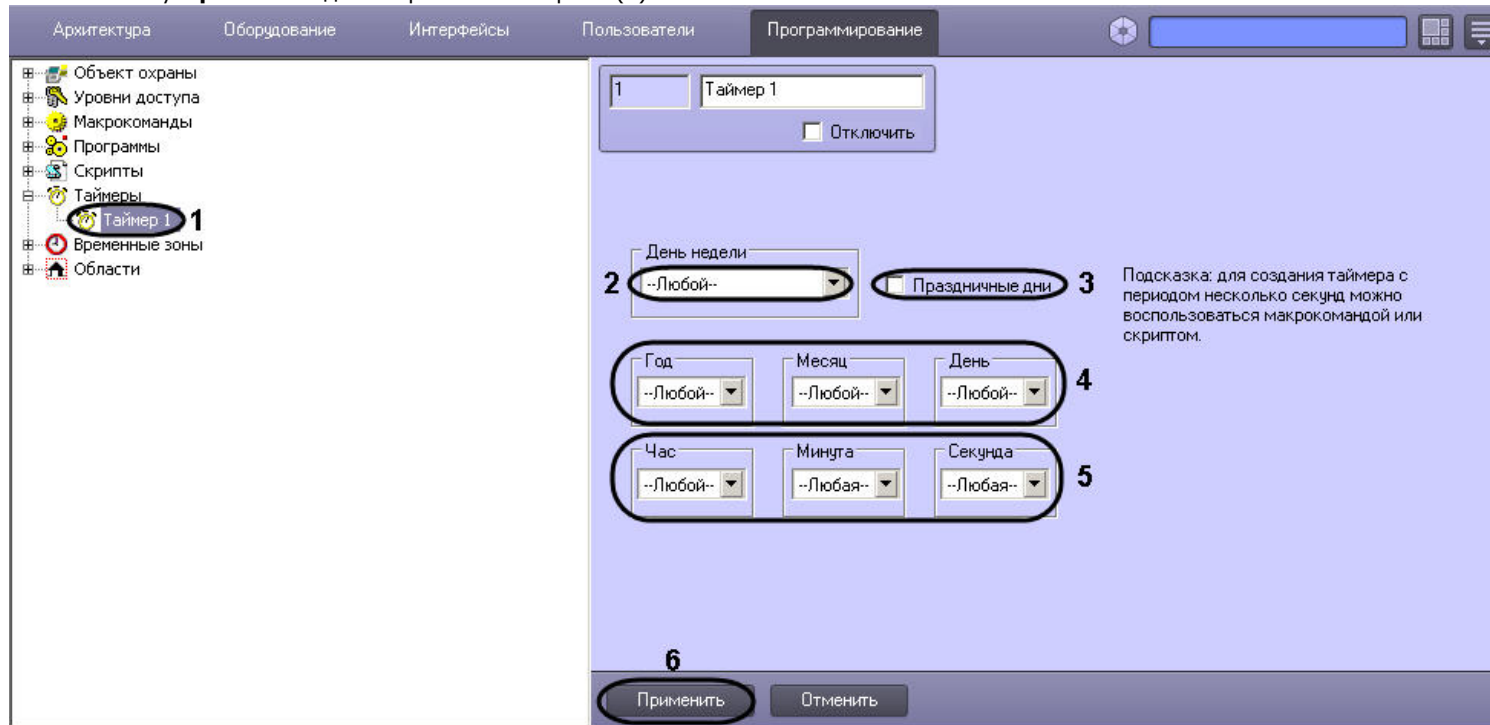 Архитектура Оборудование Интерфейсы Пользователи Программирование
Объект охраны
Уровни доступа
Макрокоманды
Программы
Скрипты
Таймеры
Таймер 1 1
Временные зоны
Области
1 Таймер 1
Отключить
День недели
2 --Любой-- Праздничные дни 3
Подсказка: для создания таймера с
периодом несколько секунд можно
воспользоваться макрокомандой или
скриптом.
Год Месяц День
--Любой-- --Любой-- --Любой-- 4
Час Минута Секунда
--Любой-- --Любая-- --Любая-- 5
6
Применить Отменить